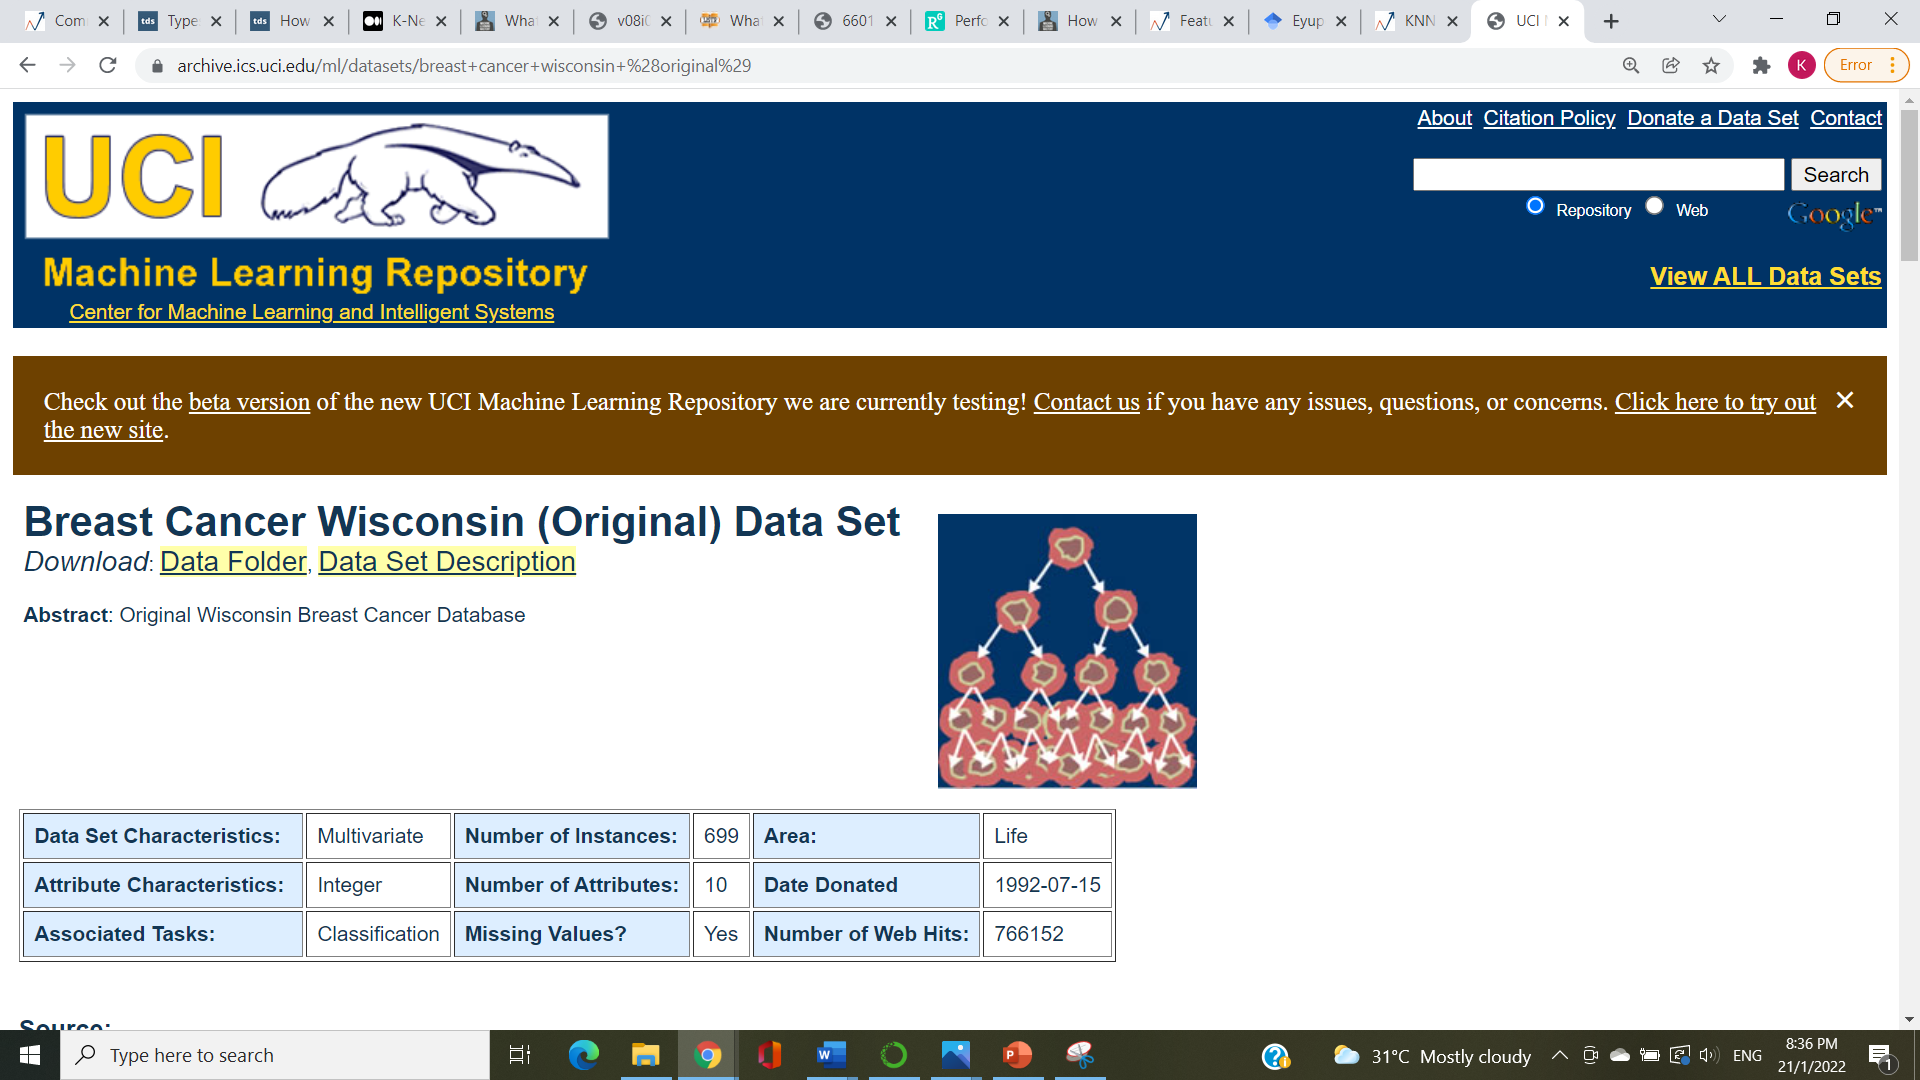 Com
Type
How
K-Ne
Wha
v08i
Wha
6601
Perfo
How
Featu
Eyup
KNN
UCI
archive.ics.uci.edu/ml/datasets/breast+cancer+wisconsin+%28original%29
K
Error
UCI
Machine Learning Repository
Center for Machine Learning and Intelligent Systems
About Citation Policy Donate a Data Set Contact
Search
Repository Web
Google™
View ALL Data Sets
Check out the beta version of the new UCI Machine Learning Repository we are currently testing! Contact us if you have any issues, questions, or concerns. Click here to try out
the new site.
Breast Cancer Wisconsin (Original) Data Set
Download: Data Folder, Data Set Description
Abstract: Original Wisconsin Breast Cancer Database
Data Set Characteristics: Multivariate Number of Instances: 699 Area: Life
Attribute Characteristics: Integer Number of Attributes: 10 Date Donated 1992-07-15
Associated Tasks: Classification Missing Values? Yes Number of Web Hits: 766152
Source:
Type here to search
31°C Mostly cloudy
ENG
8:36 PM
21/1/2022
1